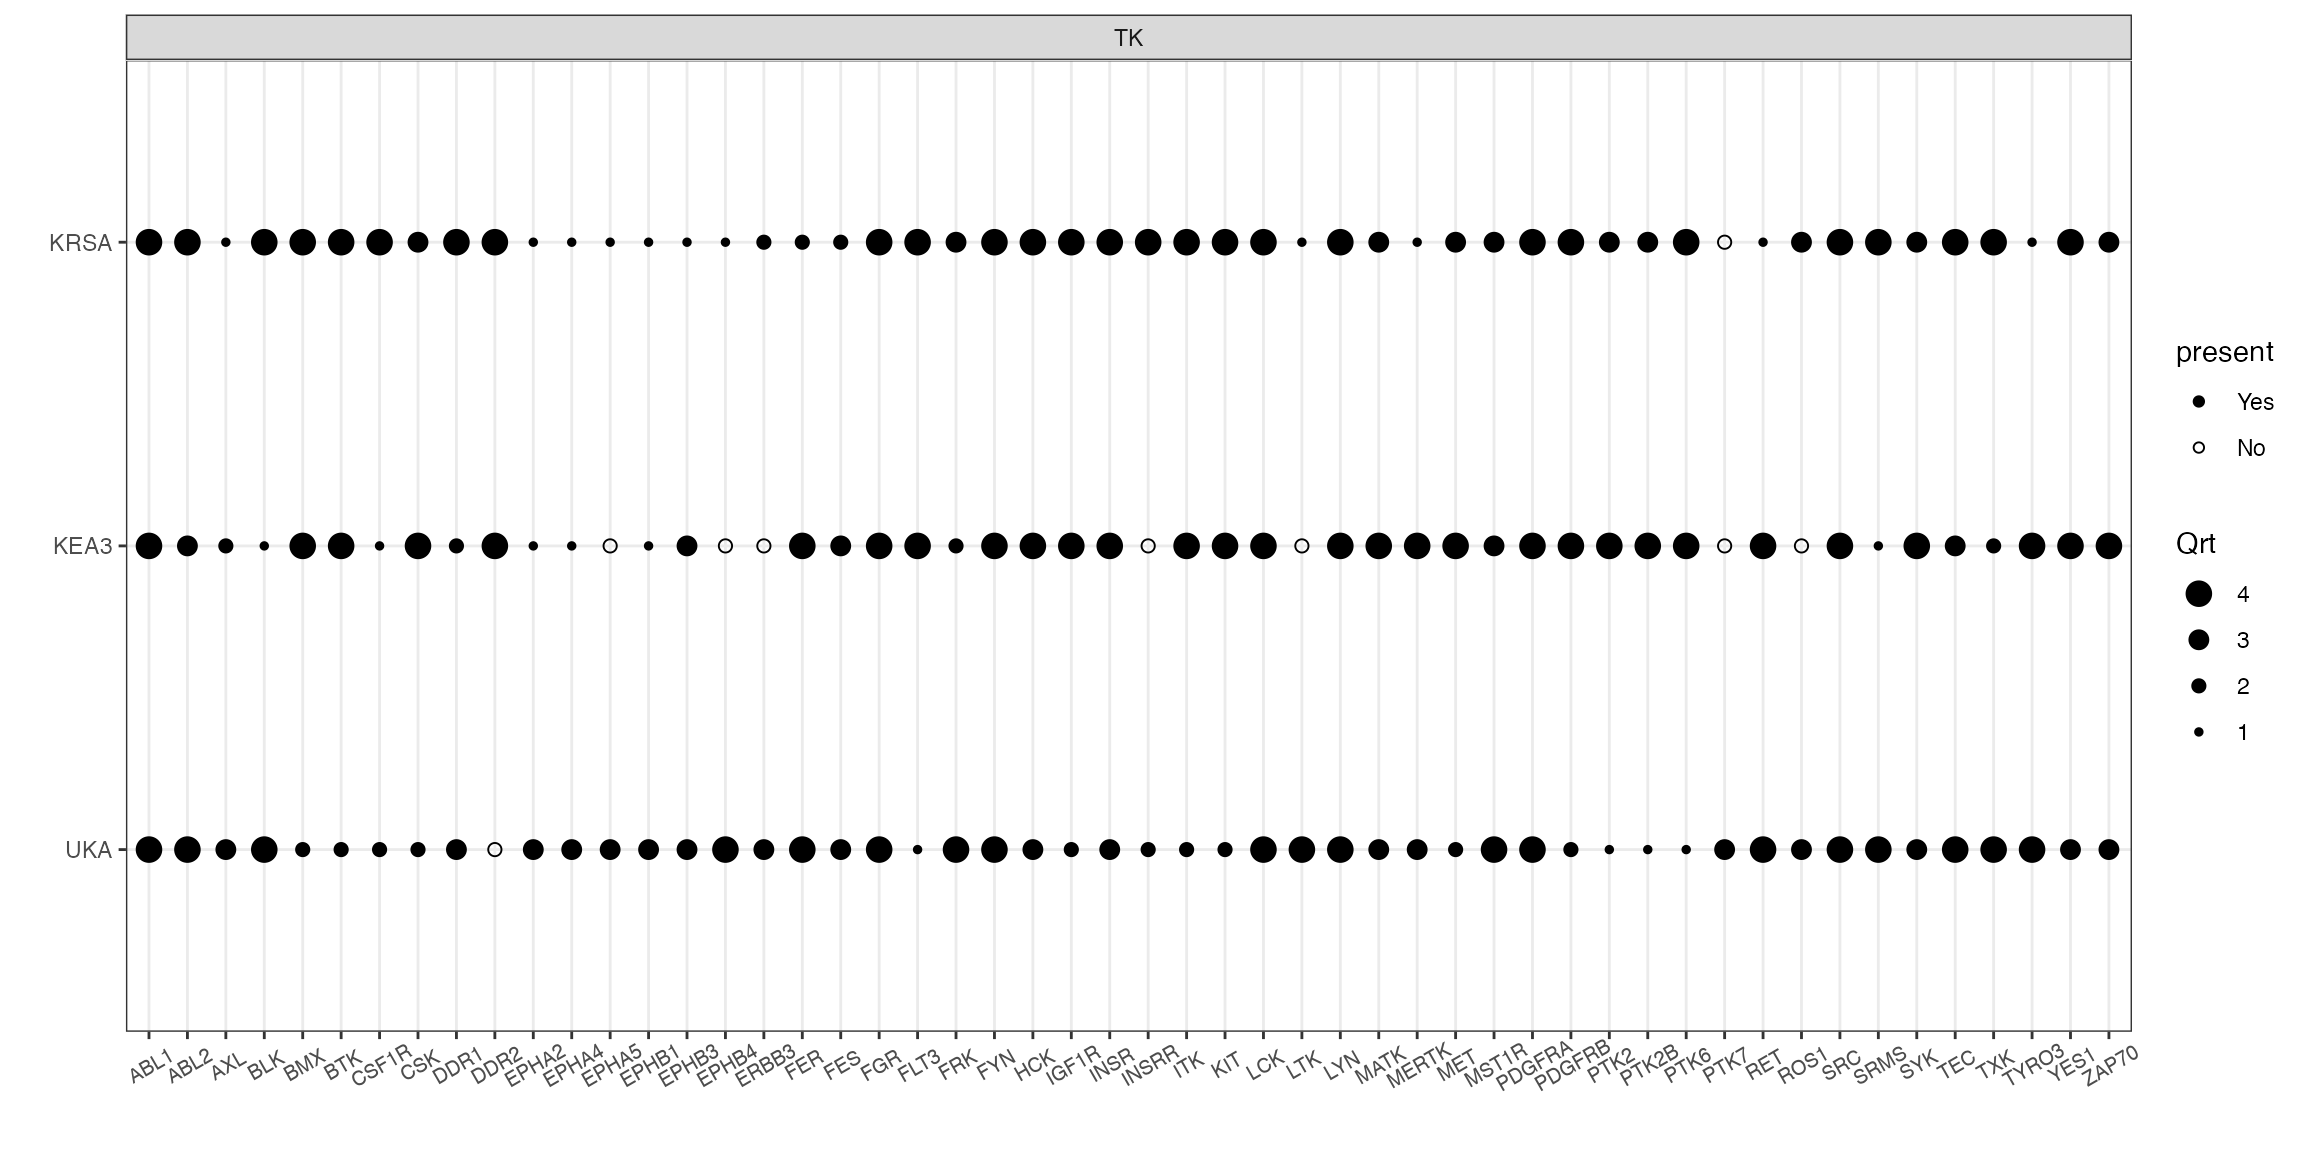 TK
KRSA
KEA3
UKA
ABL1 ABL2 AXL BLK BMX BTK CSF1R CSK DDR1 DDR2 EPHA2 EPHA4 EPHA5 EPHB1 EPHB3 EPHB4 ERBB3 FER FES FGR FLT3 FRK FYN HCK IGF1R INSR INSRR ITK KIT LCK LTK LYN MATK MERTK MET MST1R PDGFRA PDGFRB PTK2 PTK2B PTK6 PTK7 RET ROS1 SRC SRMS SYK TEC TXK TYRO3 YES1 ZAP70
present
Yes
No
Qrt
4
3
2
1